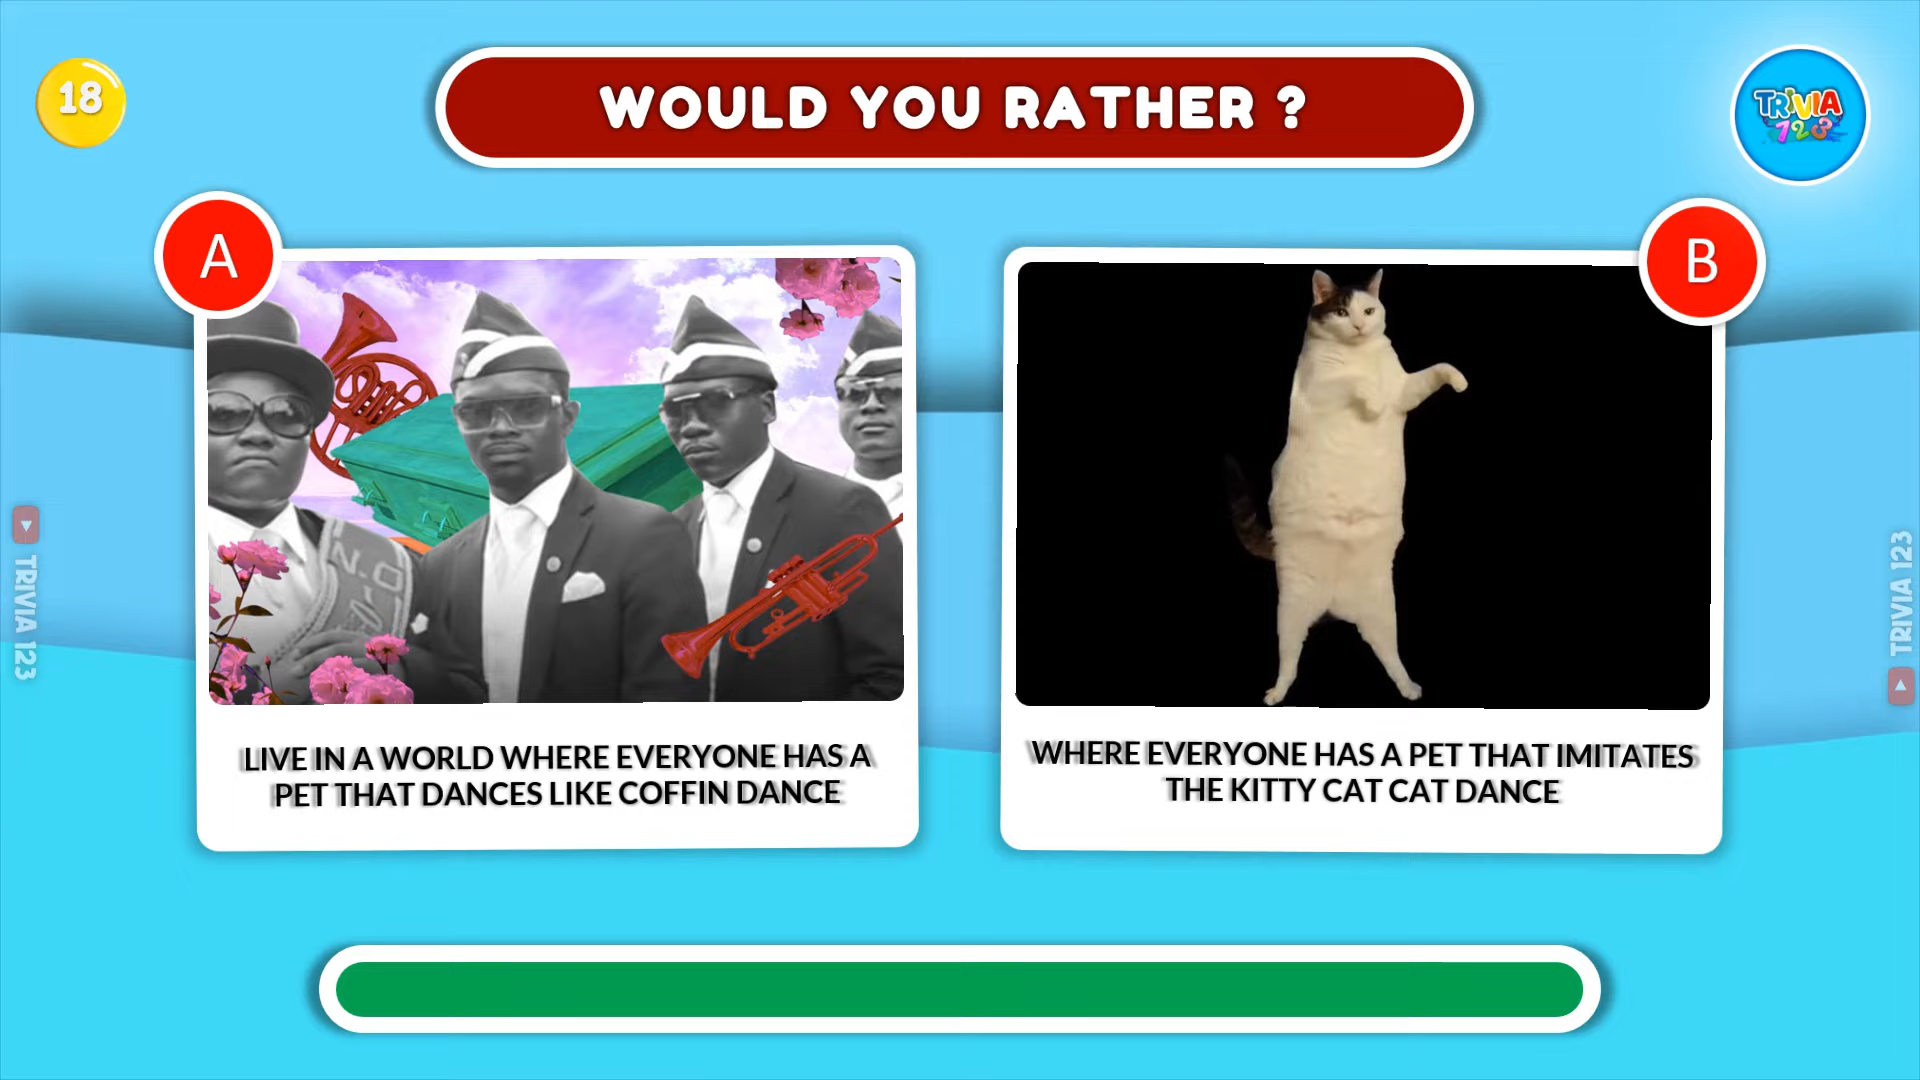 18
WOULD YOU RATHER ?
TRIVIA
123
A
B
N.O
LIVE IN A WORLD WHERE EVERYONE HAS A
PET THAT DANCES LIKE COFFIN DANCE
WHERE EVERYONE HAS A PET THAT IMITATES
THE KITTY CAT CAT DANCE
TRIVIA 123
TRIVIA 123